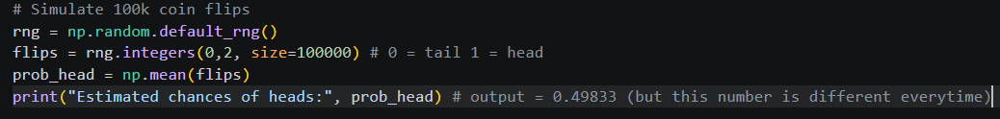 # Simulate 100k coin flips
rng = np.random.default_rng()
flips = rng.integers(0,2, size=100000) # 0 = tail 1 = head
prob_head = np.mean(flips)
print("Estimated chances of heads:", prob_head) # output = 0.49833 (but this number is different everytime)